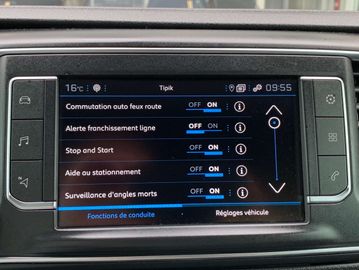 16°C Tipik 09:55
Commutation auto feux route OFF ON
Alerte franchissement ligne OFF ON
Stop and Start OFF ON
Aide au stationnement OFF ON
Surveillance d'angles morts OFF ON
Fonctions de conduite Réglages véhicule